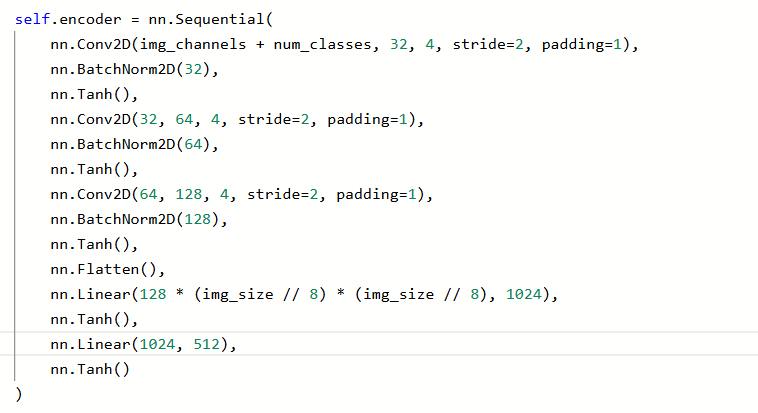 self.encoder = nn.Sequential(
    nn.Conv2D(img_channels + num_classes, 32, 4, stride=2, padding=1),
    nn.BatchNorm2D(32),
    nn.Tanh(),
    nn.Conv2D(32, 64, 4, stride=2, padding=1),
    nn.BatchNorm2D(64),
    nn.Tanh(),
    nn.Conv2D(64, 128, 4, stride=2, padding=1),
    nn.BatchNorm2D(128),
    nn.Tanh(),
    nn.Flatten(),
    nn.Linear(128 * (img_size // 8) * (img_size // 8), 1024),
    nn.Tanh(),
    nn.Linear(1024, 512),
    nn.Tanh()
)